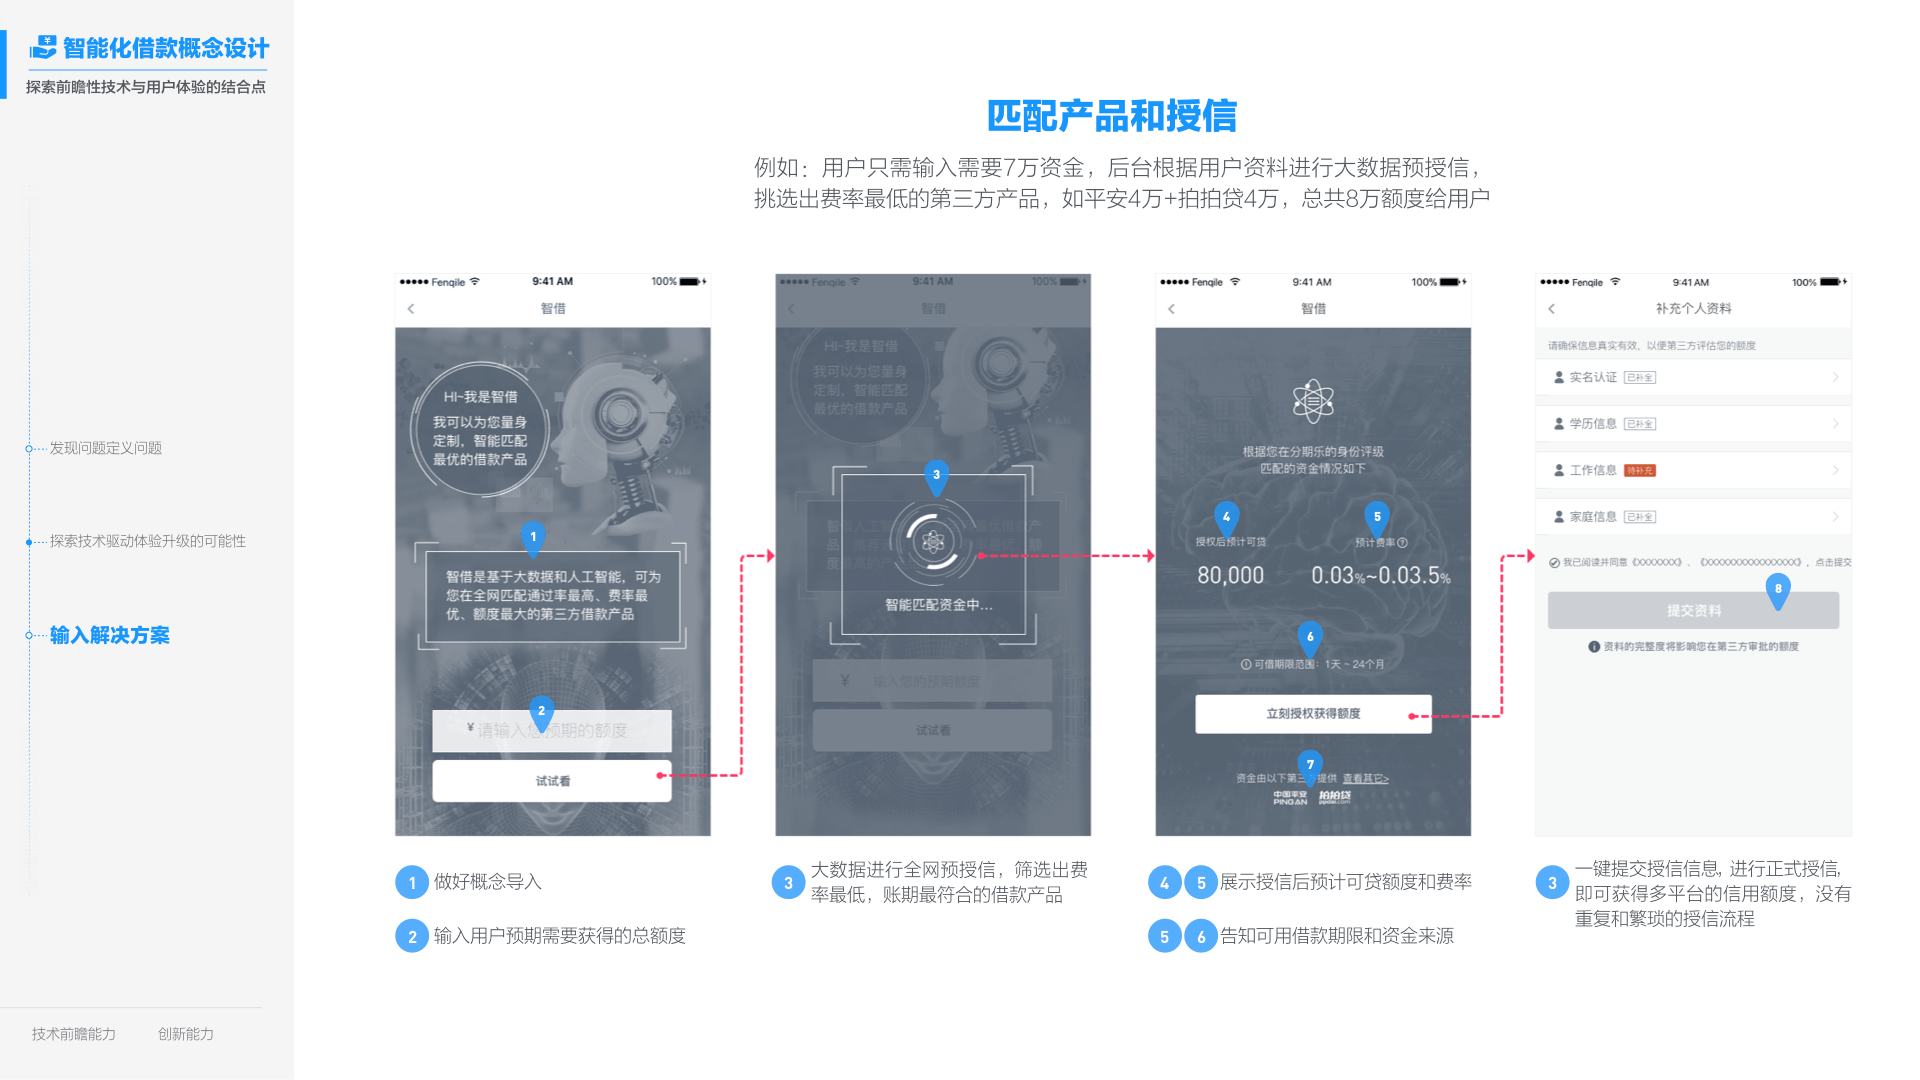 智能化借款概念设计
探索前瞻性技术与用户体验的结合点
发现问题定义问题
探索技术驱动体验升级的可能性
输入解决方案
技术前瞻能力
创新能力
匹配产品和授信
例如：用户只需输入需要7万资金，后台根据用户资料进行大数据预授信，
挑选出费率最低的第三方产品，如平安4万+拍拍贷4万，总共8万额度给用户
Fenqile 9:41 AM 100%
智借
HI~我是智借
我可以为您量身
定制，智能匹配
最优的借款产品
1
智借是基于大数据和人工智能，可为
您在全网匹配通过率最高、费率最
优、额度最大的第三方借款产品
2
¥ 请输入您预期的额度
试试看
Fenqile 9:41 AM 100%
智借
HI~我是智借
我可以为您量身
定制，智能匹配
最优的借款产品
3
智能匹配资金中...
¥ 输入您的预期额度
试试看
Fenqile 9:41 AM 100%
智借
根据您在分期乐的身份评级
匹配的资金情况如下
4
5
授权后预计可贷
预计费率?
80,000
0.03%~0.03.5%
6
可借期限范围：1天 ~ 24个月
立刻授权获得额度
7
资金由以下第三方提供 查看其它>
中国平安
PING AN
拍拍贷
ppdai.com
Fenqile 9:41 AM 100%
补充个人资料
请确保信息真实有效，以便第三方评估您的额度
实名认证 已补全
学历信息 已补全
工作信息 待补充
家庭信息 已补全
我已阅读并同意《XXXXXXX》、《XXXXXXXXXXXXXXXX》，点击提交
8
提交资料
资料的完整度将影响您在第三方审批的额度
1 做好概念导入
2 输入用户预期需要获得的总额度
3 大数据进行全网预授信，筛选出费
率最低，账期最符合的借款产品
4 5 展示授信后预计可贷额度和费率
5 6 告知可用借款期限和资金来源
3 一键提交授信信息，进行正式授信，
即可获得多平台的信用额度，没有
重复和繁琐的授信流程